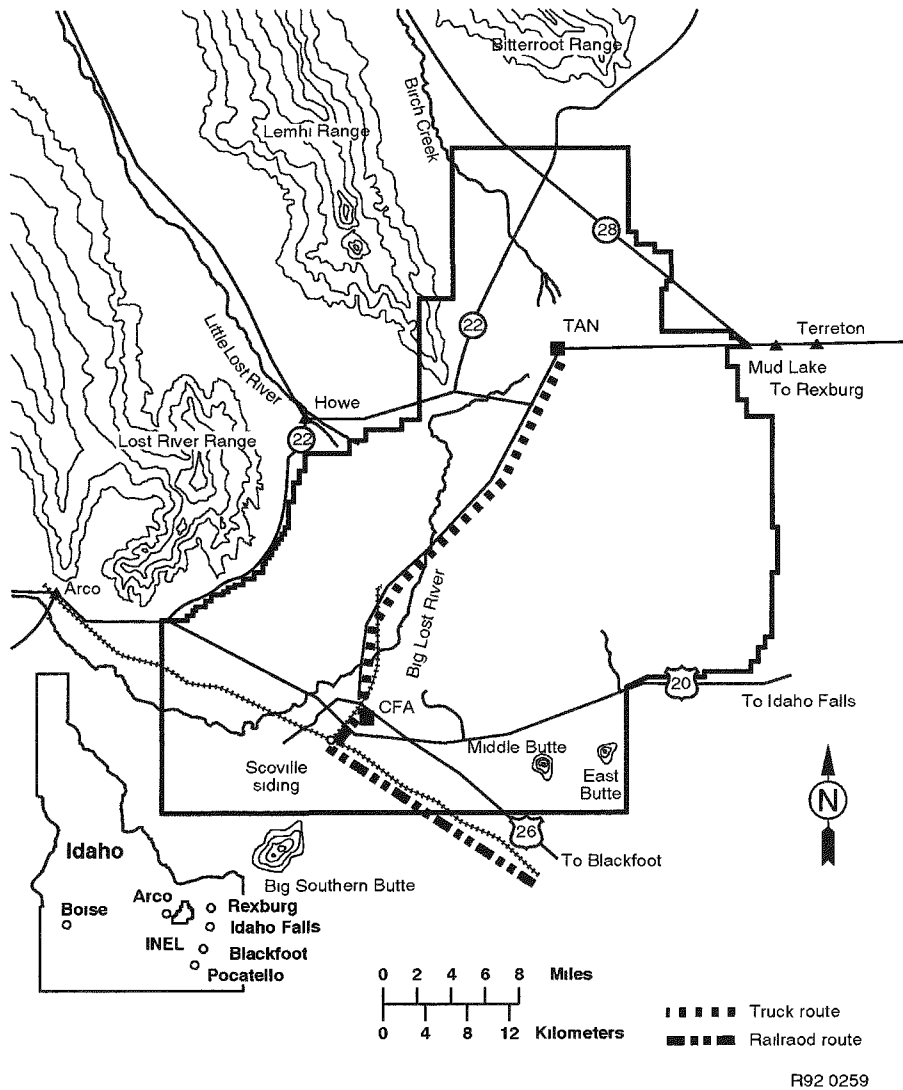 Bitterroot Range
Birch Creek
Lemhi Range
28
22
TAN
Terreton
Mud Lake
To Rexburg
Little Lost River
Howe
22
Lost River Range
Arco
Big Lost River
CFA
20
To Idaho Falls
Middle Butte
East
Butte
Scoville
siding
26
To Blackfoot
N
Big Southern Butte
Idaho
Boise
Arco
INEL
Rexburg
Idaho Falls
Blackfoot
Pocatello
0 2 4 6 8 Miles
0 4 8 12 Kilometers
Truck route
Railraod route
R92 0259